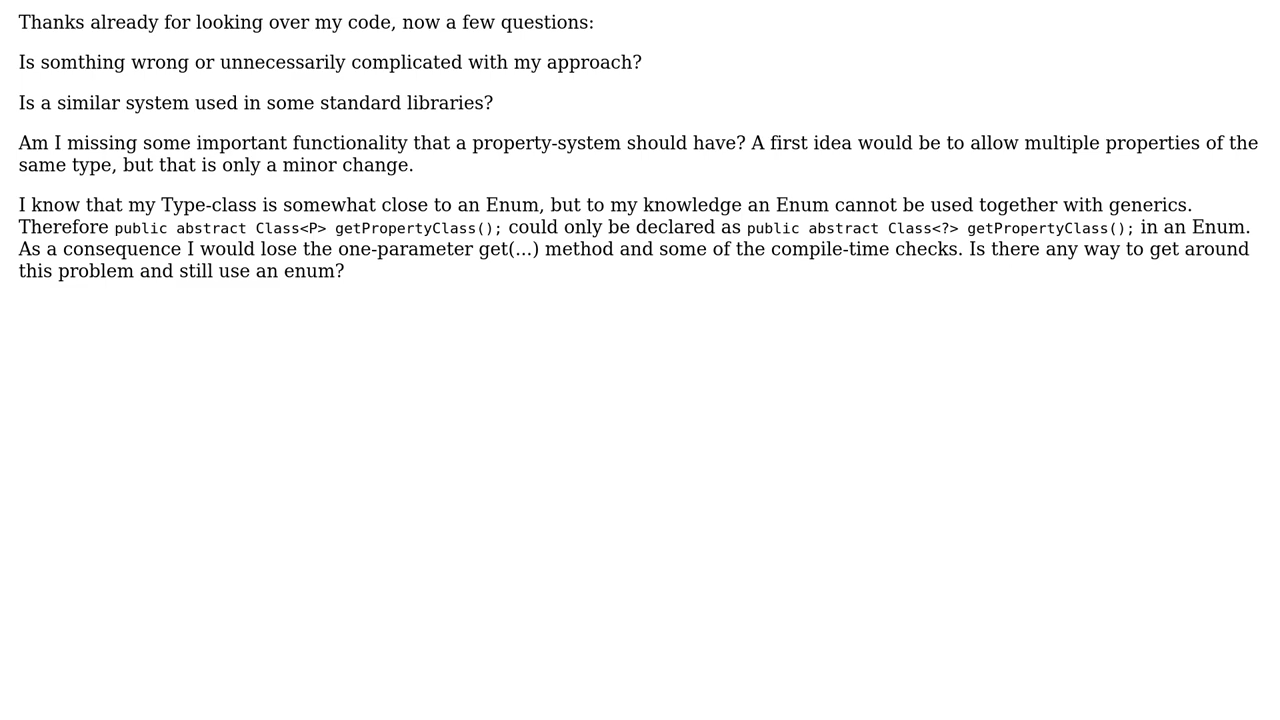 Thanks already for looking over my code, now a few questions:
Is somthing wrong or unnecessarily complicated with my approach?
Is a similar system used in some standard libraries?
Am I missing some important functionality that a property-system should have? A first idea would be to allow multiple properties of the
same type, but that is only a minor change.
I know that my Type-class is somewhat close to an Enum, but to my knowledge an Enum cannot be used together with generics.
Therefore public abstract Class<P> getPropertyClass(); could only be declared as public abstract Class<?> getPropertyClass(); in an Enum.
As a consequence I would lose the one-parameter get(...) method and some of the compile-time checks. Is there any way to get around
this problem and still use an enum?